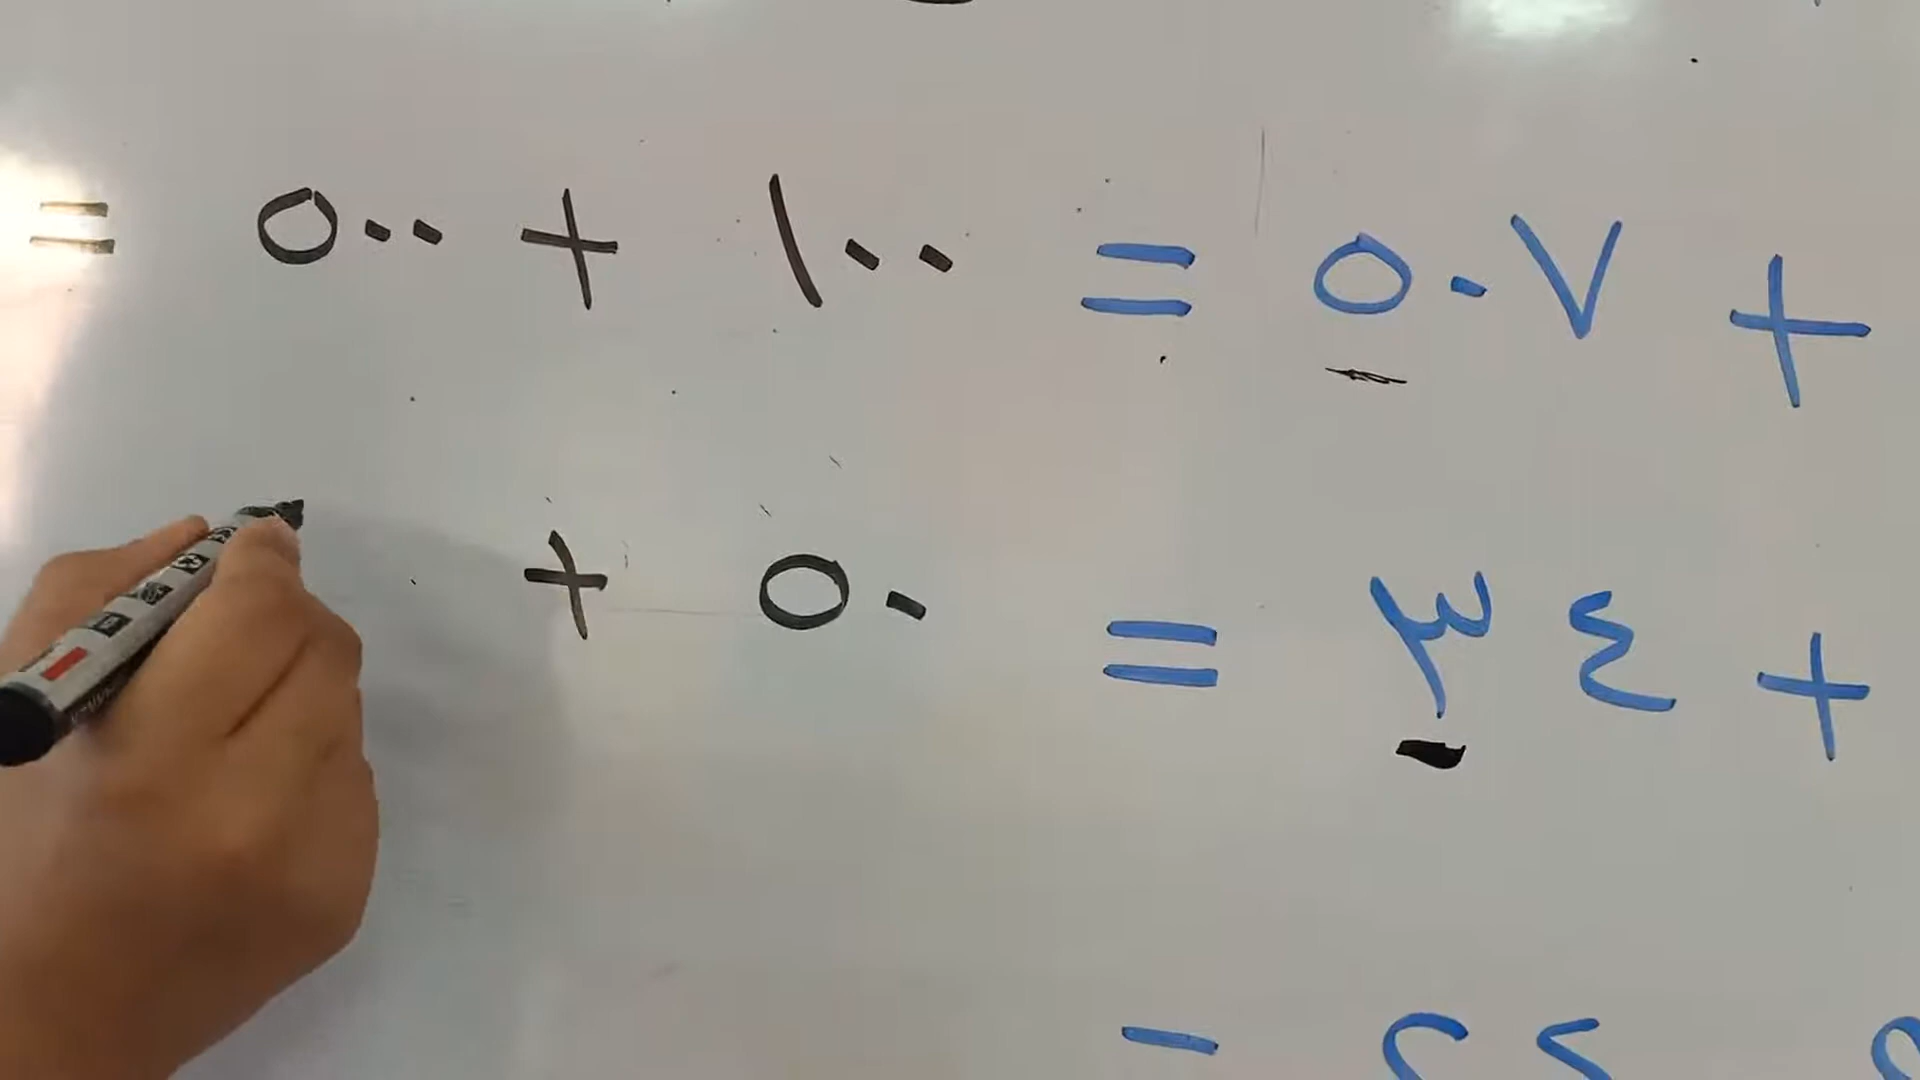 + ٥٠٧ = ١٠٠ + ٥٠٠ =
+ ٣٤ = ٥٠ +